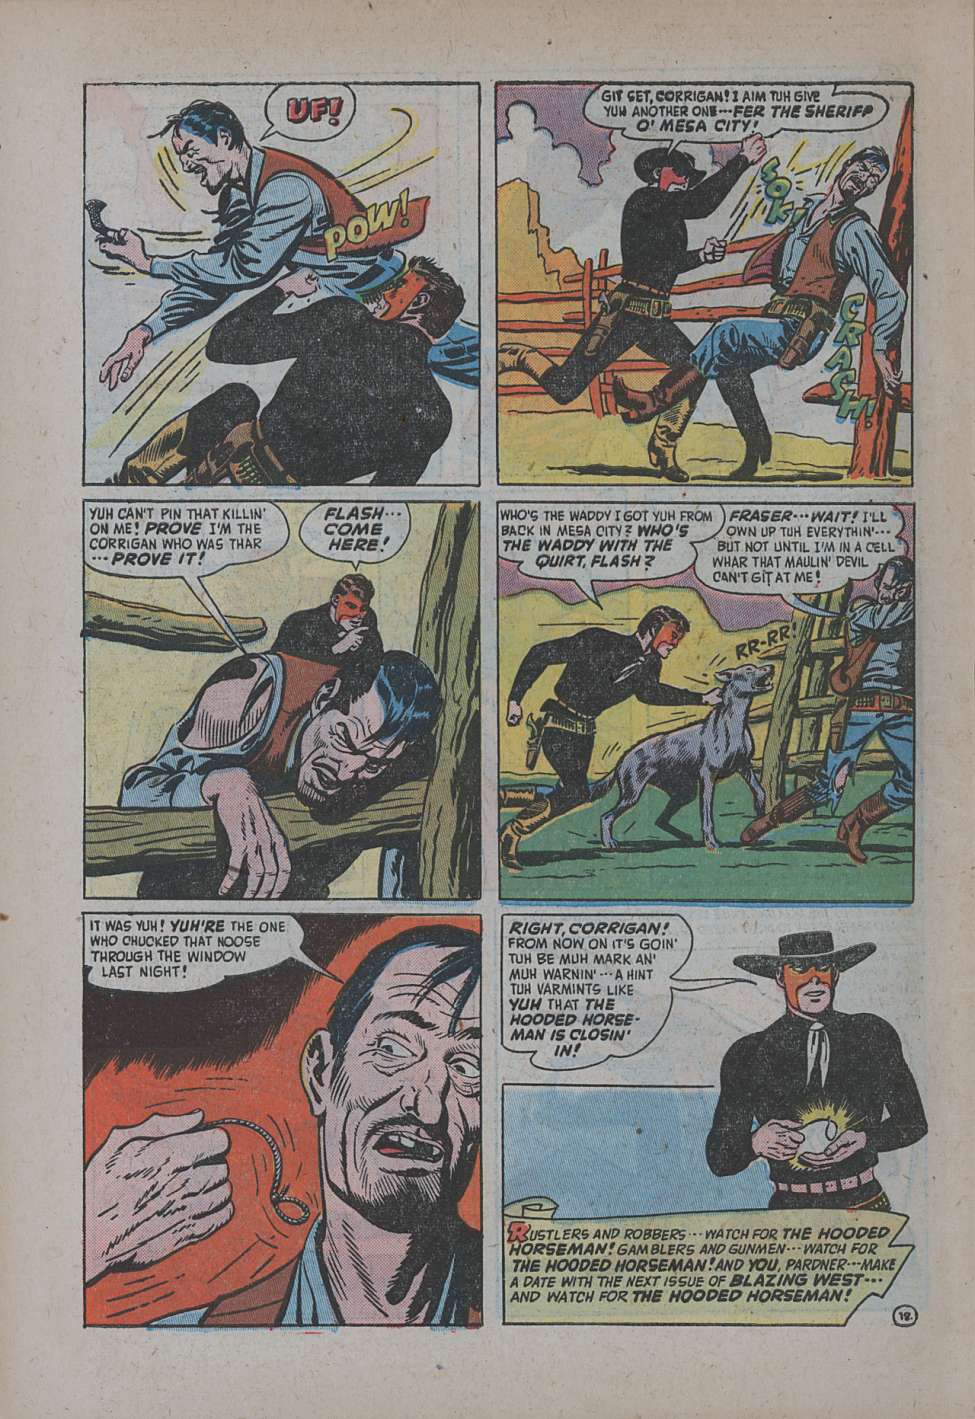 UF!
POW!
GIT SET, CORRIGAN! I AIM TUH GIVE
YUH ANOTHER ONE--- FER THE SHERIFF
O' MESA CITY!
SOK!
CRASH!
YUH CAN'T PIN THAT KILLIN'
ON ME! PROVE I'M THE
CORRIGAN WHO WAS THAR
--- PROVE IT!
FLASH---
COME
HERE!
WHO'S THE WADDY I GOT YUH FROM
BACK IN MESA CITY? WHO'S
THE WADDY WITH THE
QUIRT, FLASH?
FRASER--- WAIT! I'LL
OWN UP TUH EVERYTHIN'---
BUT NOT UNTIL I'M IN A CELL
WHAR THAT MAULIN' DEVIL
CAN'T GIT AT ME!
RR-RR!
IT WAS YUH! YUH'RE THE ONE
WHO CHUCKED THAT NOOSE
THROUGH THE WINDOW
LAST NIGHT!
RIGHT, CORRIGAN!
FROM NOW ON IT'S GOIN'
TUH BE MUH MARK AN'
MUH WARNIN'--- A HINT
TUH VARMINTS LIKE
YUH THAT THE
HOODED HORSE-
MAN IS CLOSIN'
IN!
RUSTLERS AND ROBBERS--- WATCH FOR THE HOODED
HORSEMAN! GAMBLERS AND GUNMEN--- WATCH FOR
THE HOODED HORSEMAN! AND YOU, PARDNER--- MAKE
A DATE WITH THE NEXT ISSUE OF BLAZING WEST---
AND WATCH FOR THE HOODED HORSEMAN!
12.